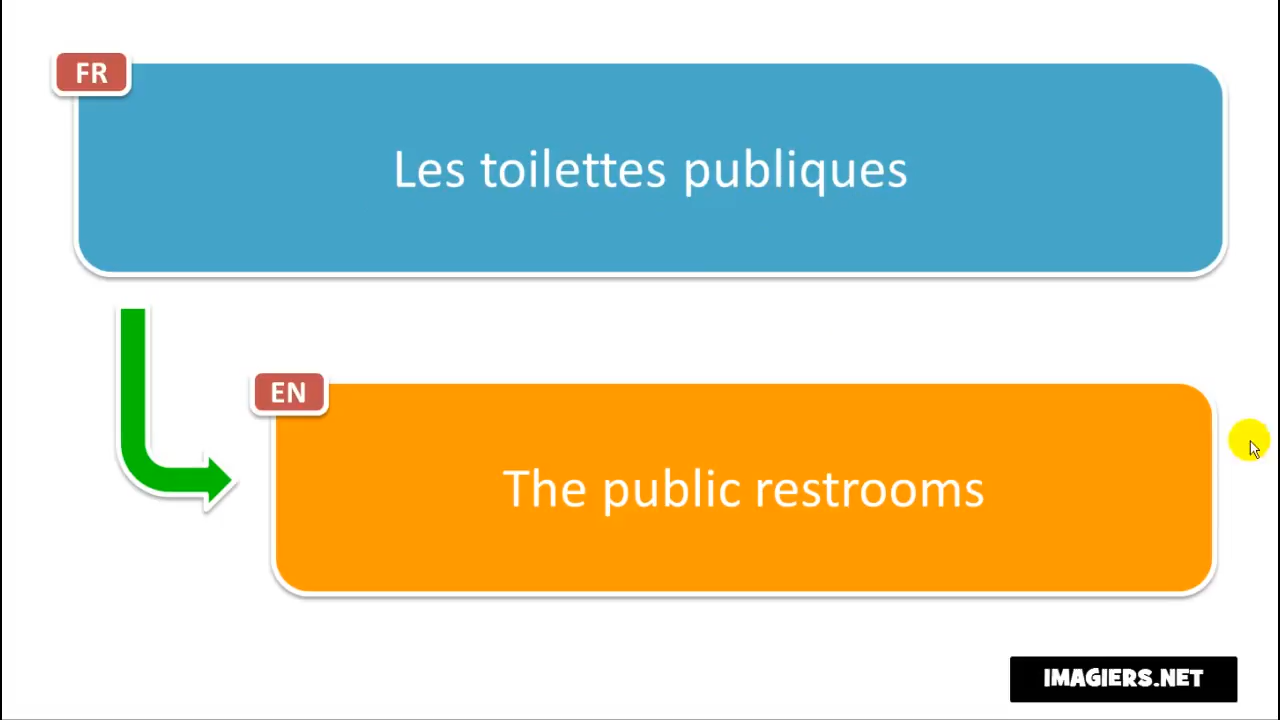 FR
Les toilettes publiques
EN
The public restrooms
IMAGIERS.NET